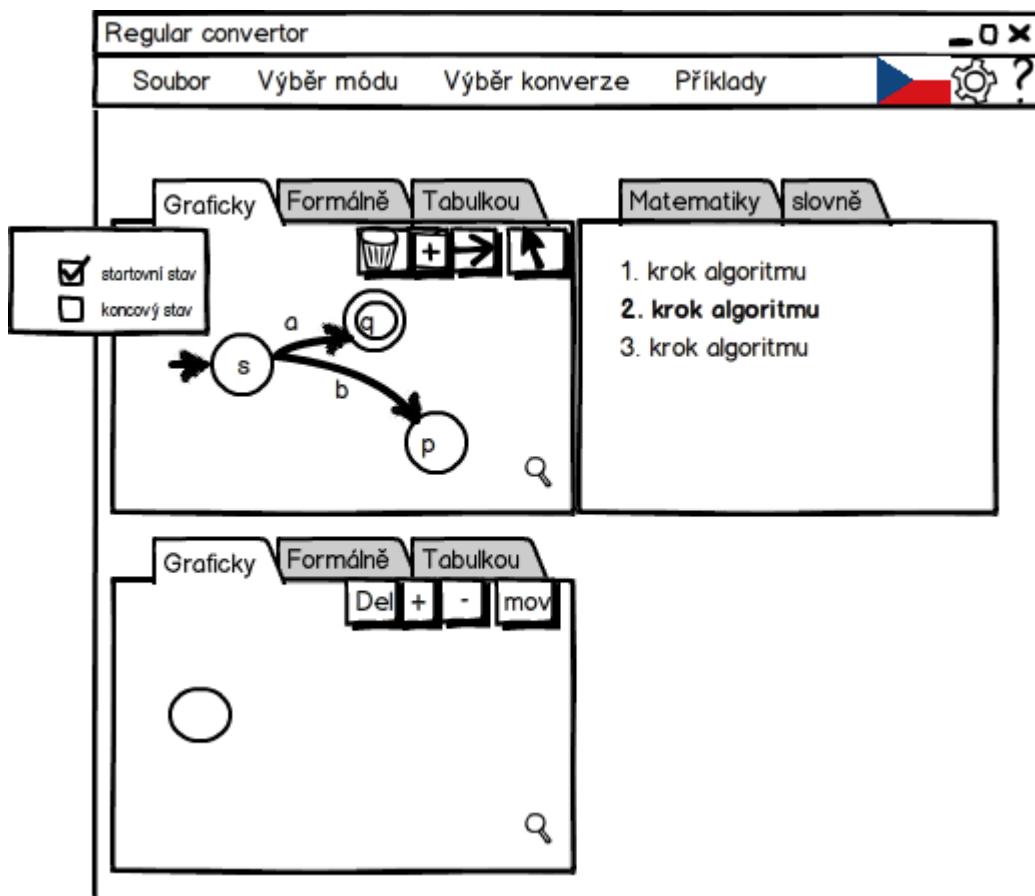 Regular convertor
Soubor Výběr módu Výběr konverze Příklady ?
Graficky Formálně Tabulkou Matematiky slovně
+
startovní stav
koncový stav
1. krok algoritmu
2. krok algoritmu
3. krok algoritmu
a
q
s
b
p
Graficky Formálně Tabulkou
Del + - mov